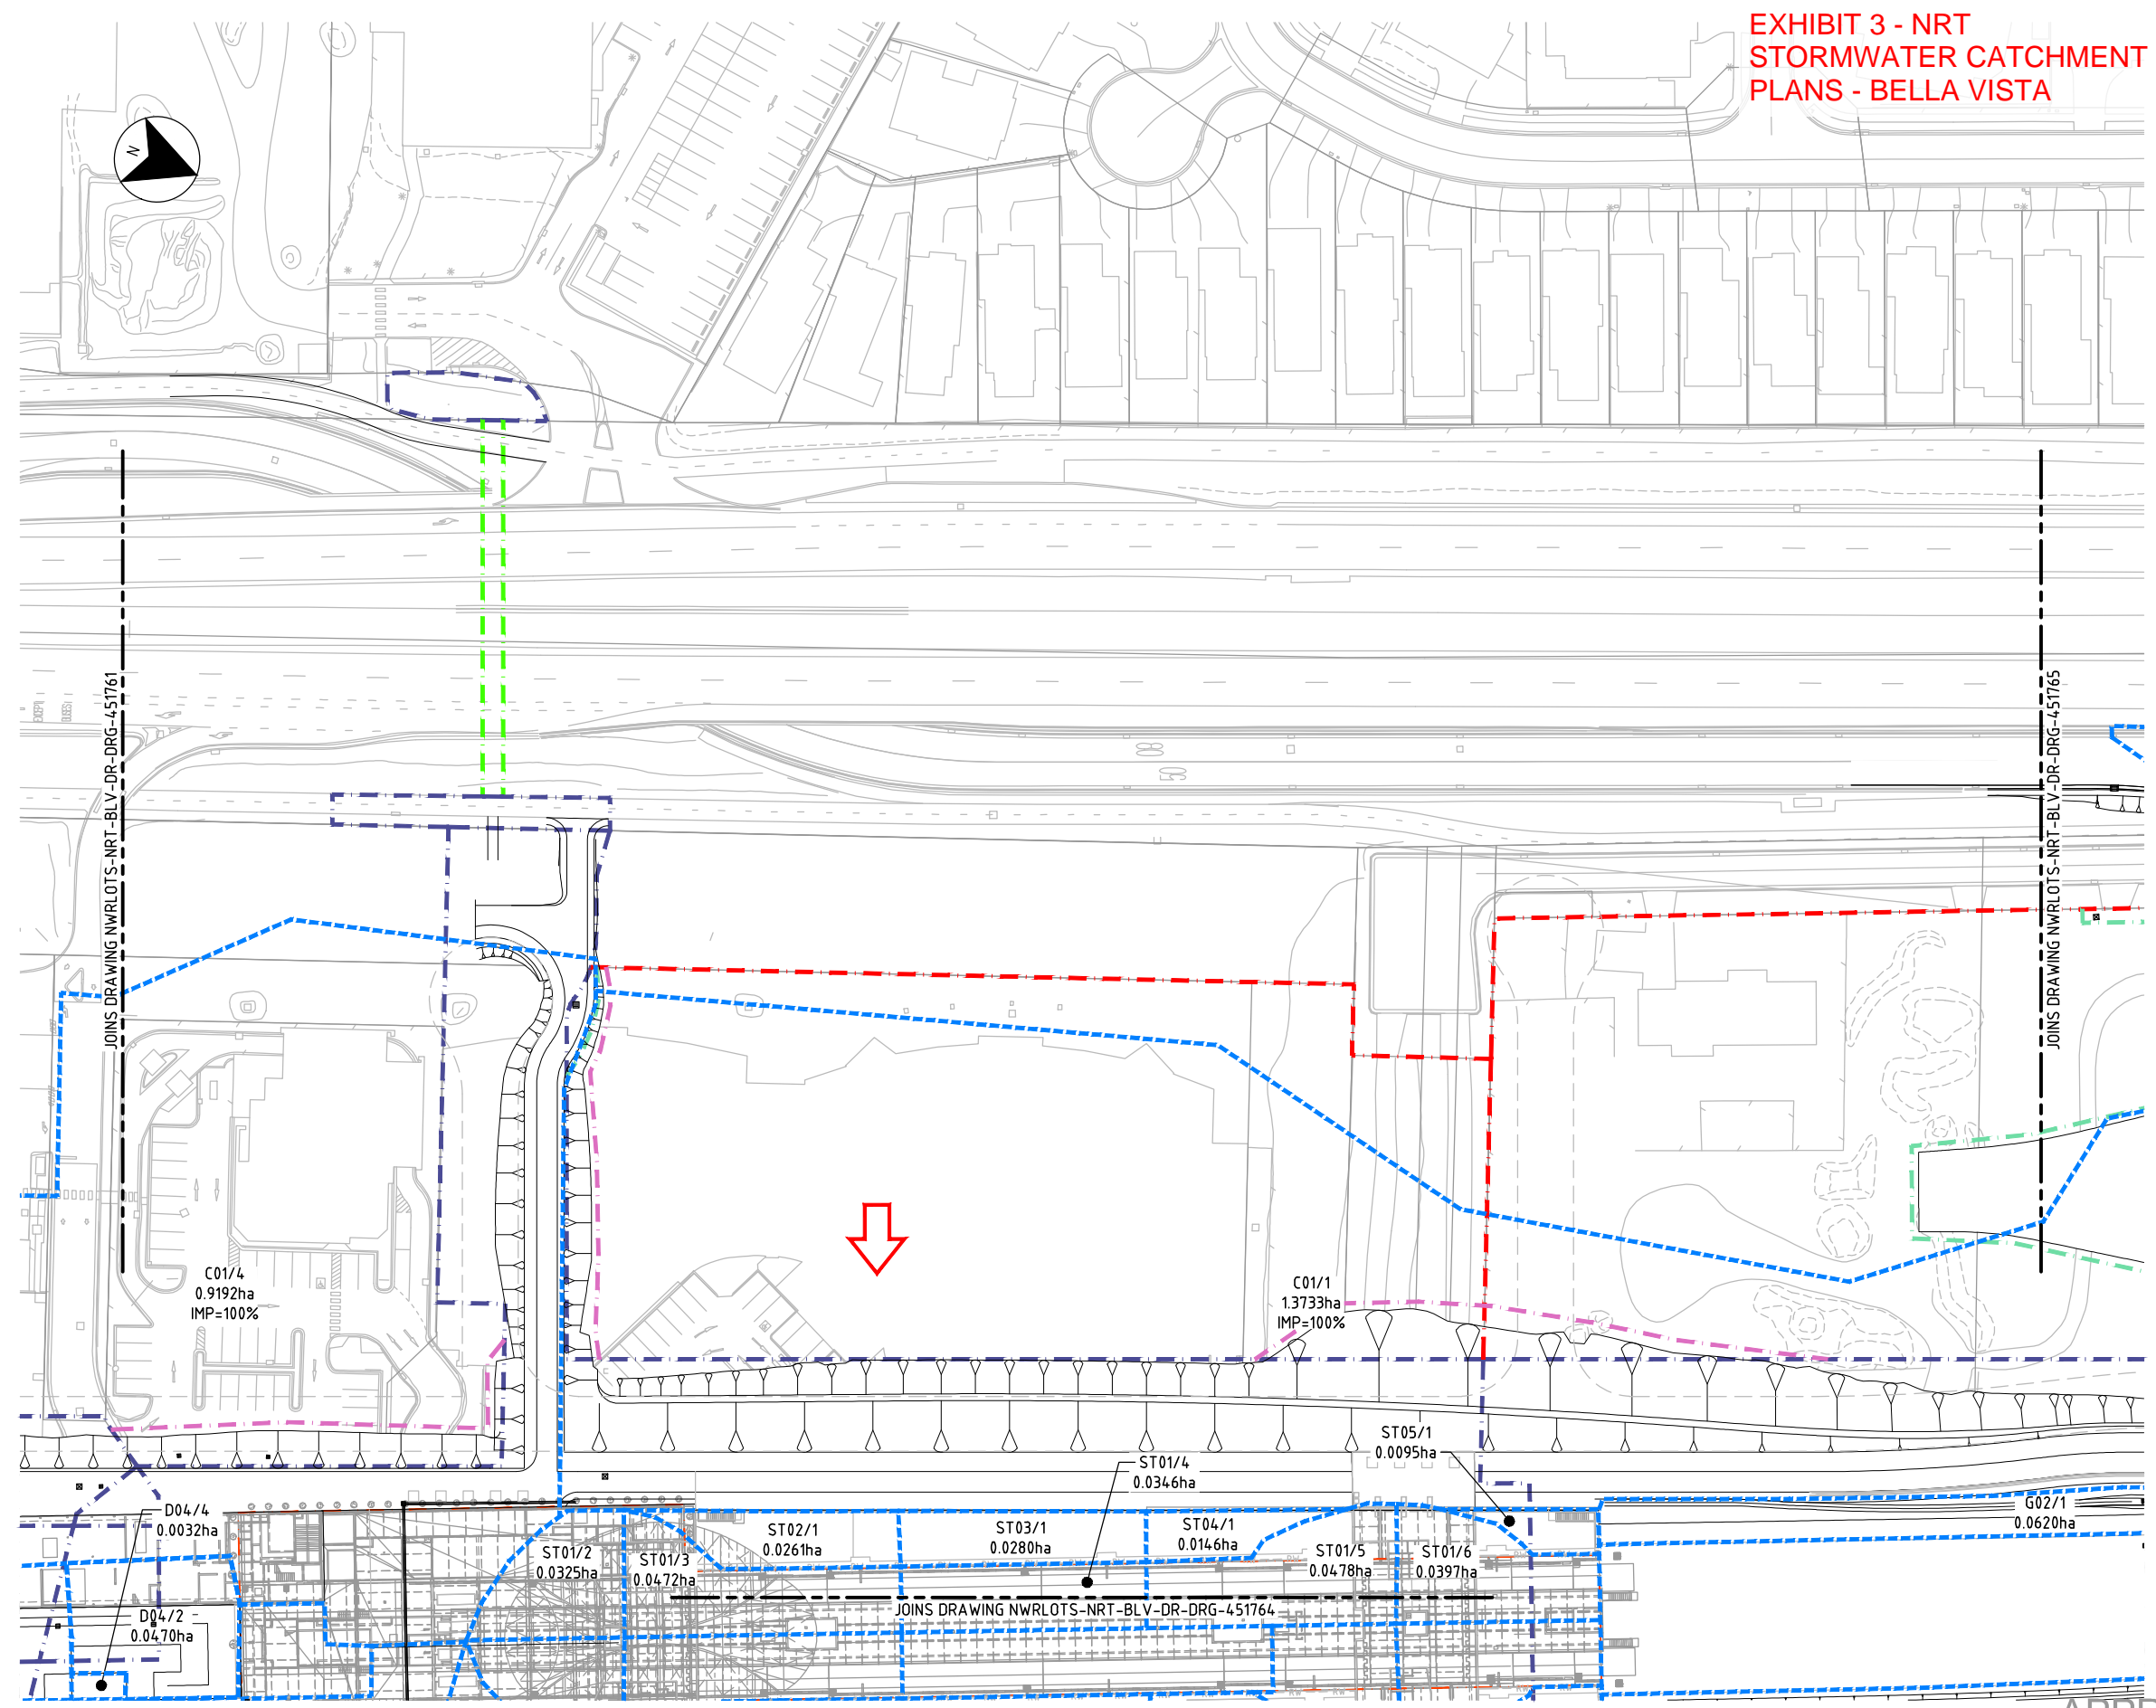 EXHIBIT 3 - NRT
STORMWATER CATCHMENT
PLANS - BELLA VISTA
N
JOINS DRAWING NWRLOTS-NRT-BLV-DR-DRG-451761
JOINS DRAWING NWRLOTS-NRT-BLV-DR-DRG-451765
C01/4
0.9192ha
IMP=100%
C01/1
1.3733ha
IMP=100%
ST05/1
0.0095ha
ST01/4
0.0346ha
D04/4
0.0032ha
G02/1
0.0620ha
ST02/1
0.0261ha
ST03/1
0.0280ha
ST04/1
0.0146ha
ST01/2
0.0325ha
ST01/3
0.0472ha
ST01/5
0.0478ha
ST01/6
0.0397ha
JOINS DRAWING NWRLOTS-NRT-BLV-DR-DRG-451764
D04/2
0.0470ha